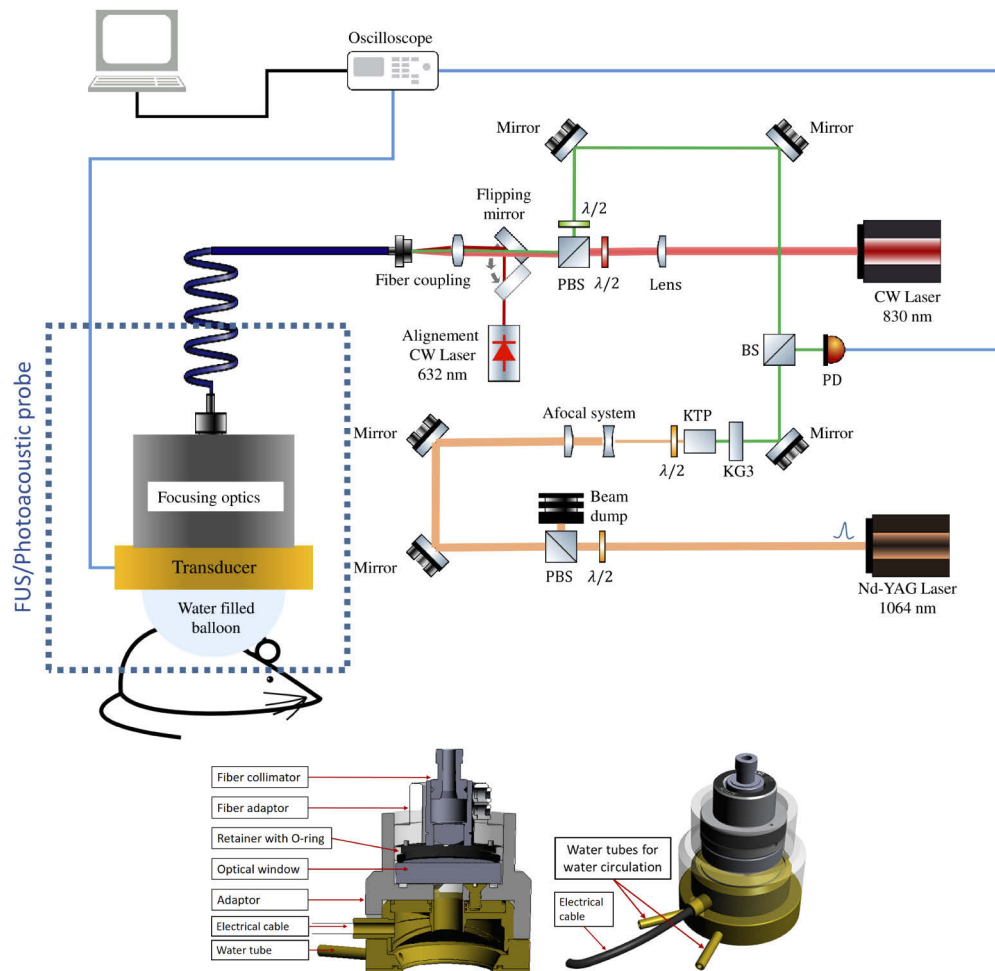 Oscilloscope
Mirror
Mirror
Flipping
mirror
λ/2
Fiber coupling
PBS
λ/2
Lens
CW Laser
830 nm
Alignement
CW Laser
632 nm
BS
PD
FUS/Photoacoustic probe
Mirror
Afocal system
KTP
Mirror
λ/2
KG3
Focusing optics
Beam
dump
Transducer
Mirror
PBS
λ/2
Nd-YAG Laser
1064 nm
Water filled
balloon
Fiber collimator
Fiber adaptor
Retainer with O-ring
Optical window
Adaptor
Electrical cable
Water tube
Water tubes for
water circulation
Electrical
cable